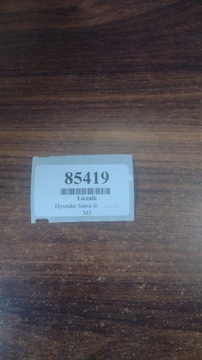 85419
Licznik
Hyundai Santa fe
M3